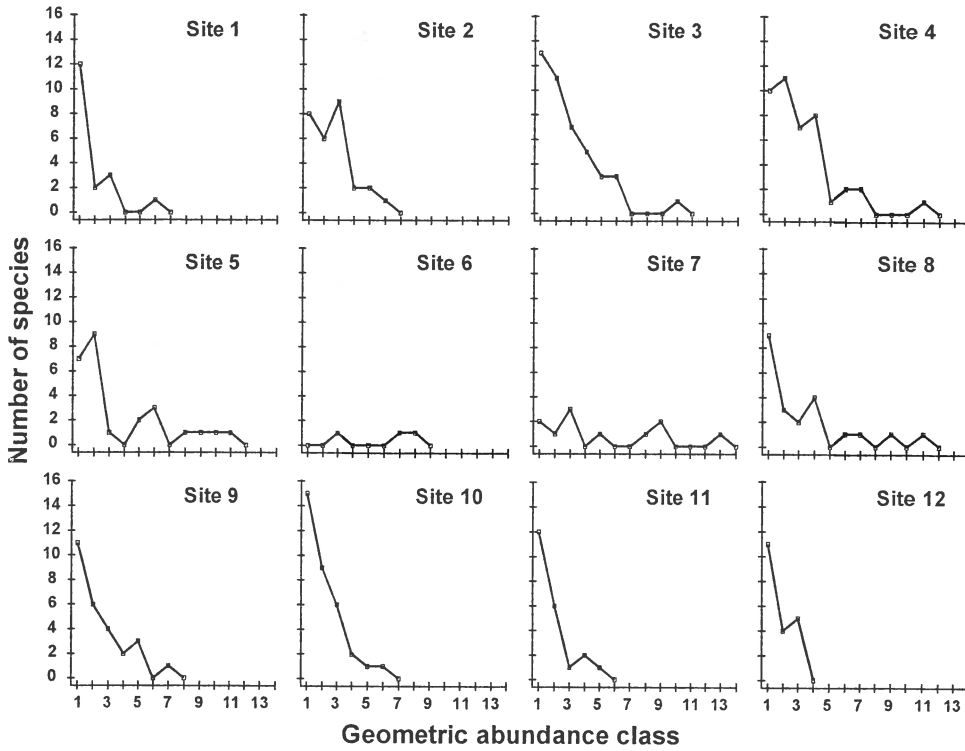 16
14
12
10
8
6
4
2
0
Site 1
Site 2
Site 3
Site 4
Number of species
16
14
12
10
8
6
4
2
0
Site 5
Site 6
Site 7
Site 8
16
14
12
10
8
6
4
2
0
Site 9
Site 10
Site 11
Site 12
1 3 5 7 9 11 13
1 3 5 7 9 11 13
1 3 5 7 9 11 13
1 3 5 7 9 11 13
Geometric abundance class